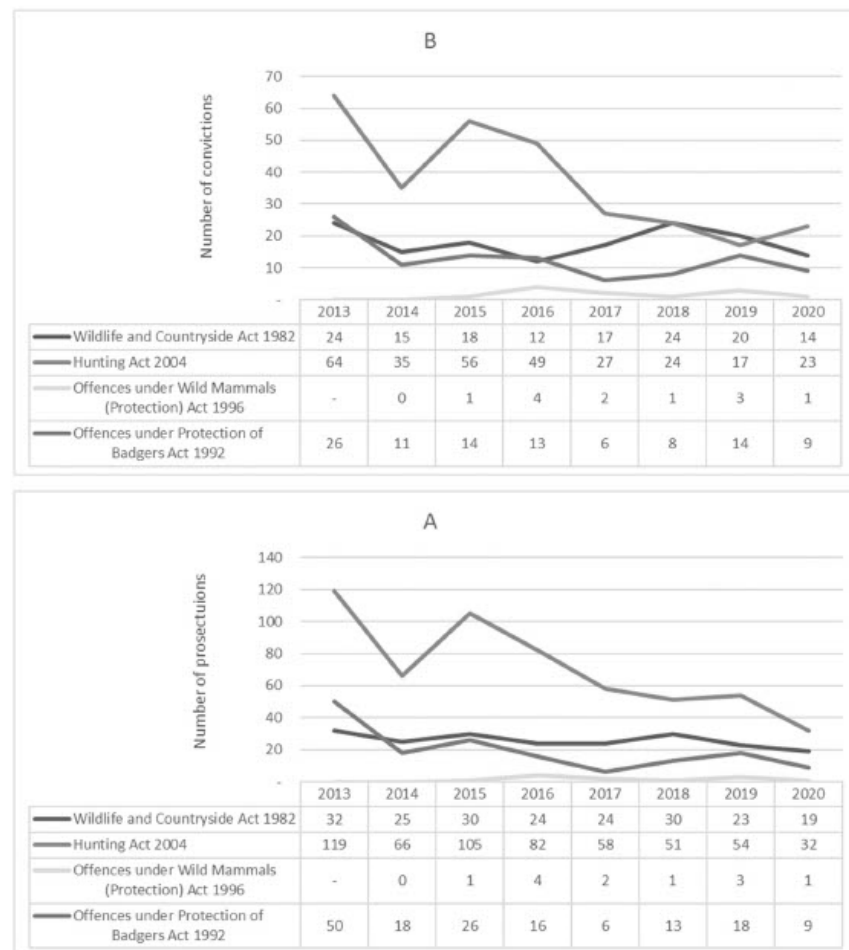 B
70
60
50
40
30
20
10
-
Number of convictions
2013 2014 2015 2016 2017 2018 2019 2020
Wildlife and Countryside Act 1982 24 15 18 12 17 24 20 14
Hunting Act 2004 64 35 56 49 27 24 17 23
Offences under Wild Mammals
(Protection) Act 1996 - 0 1 4 2 1 3 1
Offences under Protection of
Badgers Act 1992 26 11 14 13 6 8 14 9
A
140
120
100
80
60
40
20
-
Number of prosectuions
2013 2014 2015 2016 2017 2018 2019 2020
Wildlife and Countryside Act 1982 32 25 30 24 24 30 23 19
Hunting Act 2004 119 66 105 82 58 51 54 32
Offences under Wild Mammals
(Protection) Act 1996 - 0 1 4 2 1 3 1
Offences under Protection of
Badgers Act 1992 50 18 26 16 6 13 18 9